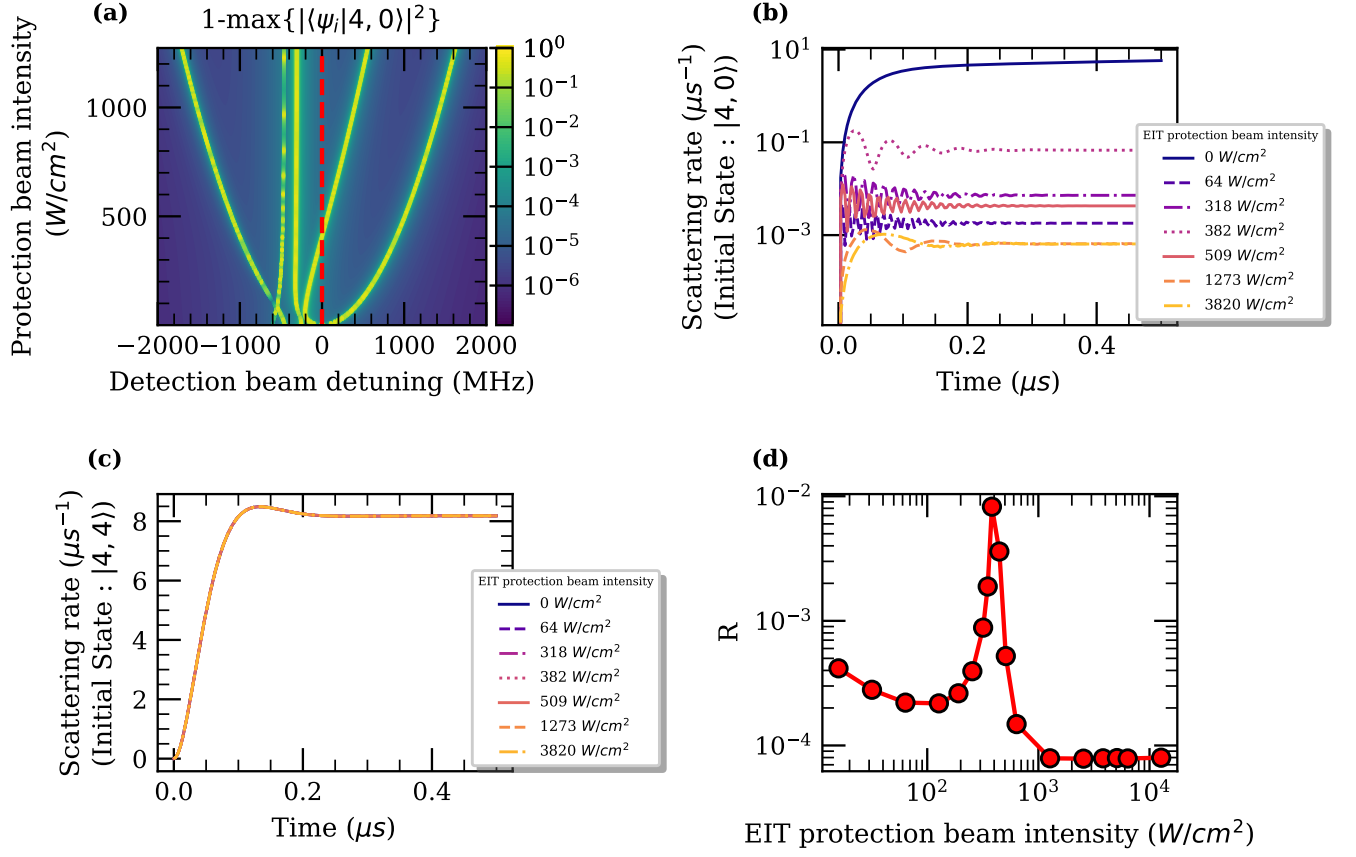 (a)
1-max{|⟨ψi|4, 0⟩|²}
Protection beam intensity
(W/cm²)
1000
500
10⁰
10⁻¹
10⁻²
10⁻³
10⁻⁴
10⁻⁵
10⁻⁶
−2000
−1000
0
1000
2000
Detection beam detuning (MHz)
(b)
Scattering rate (μs⁻¹)
(Initial State : |4, 0⟩)
10¹
10⁻¹
10⁻³
0.0
0.2
0.4
Time (μs)
EIT protection beam intensity
0 W/cm²
64 W/cm²
318 W/cm²
382 W/cm²
509 W/cm²
1273 W/cm²
3820 W/cm²
(c)
Scattering rate (μs⁻¹)
(Initial State : |4, 4⟩)
8
6
4
2
0
0.0
0.2
0.4
Time (μs)
EIT protection beam intensity
0 W/cm²
64 W/cm²
318 W/cm²
382 W/cm²
509 W/cm²
1273 W/cm²
3820 W/cm²
(d)
R
10⁻²
10⁻³
10⁻⁴
10²
10³
10⁴
EIT protection beam intensity (W/cm²)